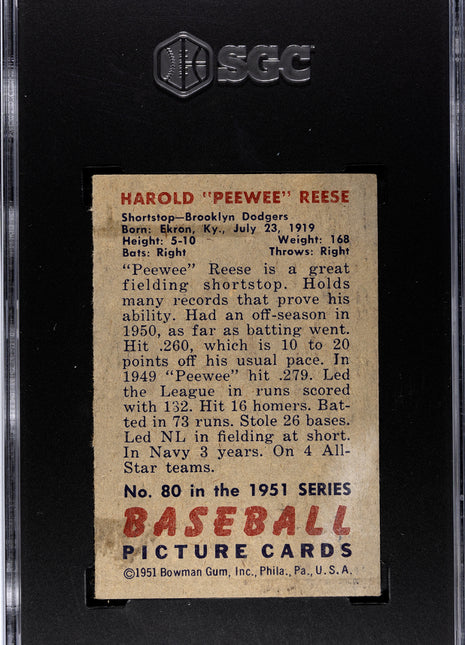 SGC
HAROLD "PEEWEE" REESE
Shortstop—Brooklyn Dodgers
Born: Ekron, Ky., July 23, 1919
Height: 5-10 Weight: 168
Bats: Right Throws: Right
"Peewee" Reese is a great
fielding shortstop. Holds
many records that prove his
ability. Had an off-season in
1950, as far as batting went.
Hit .260, which is 10 to 20
points off his usual pace. In
1949 "Peewee" hit .279. Led
the League in runs scored
with 132. Hit 16 homers. Bat-
ted in 73 runs. Stole 26 bases.
Led NL in fielding at short.
In Navy 3 years. On 4 All-
Star teams.
No. 80 in the 1951 SERIES
BASEBALL
PICTURE CARDS
©1951 Bowman Gum, Inc., Phila., Pa., U.S.A.